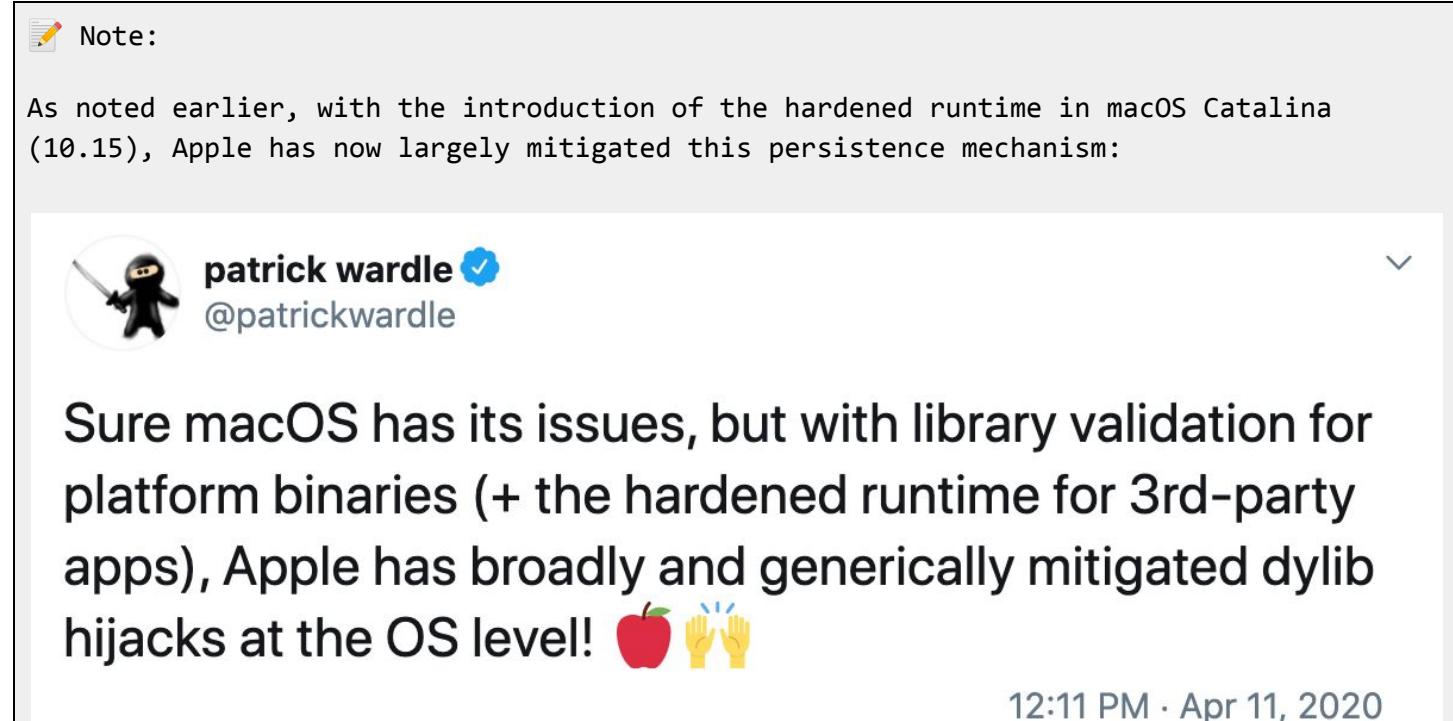 📝 Note:
As noted earlier, with the introduction of the hardened runtime in macOS Catalina
(10.15), Apple has now largely mitigated this persistence mechanism:
patrick wardle
@patrickwardle
Sure macOS has its issues, but with library validation for
platform binaries (+ the hardened runtime for 3rd-party
apps), Apple has broadly and generically mitigated dylib
hijacks at the OS level! 🍎🙌
12:11 PM · Apr 11, 2020